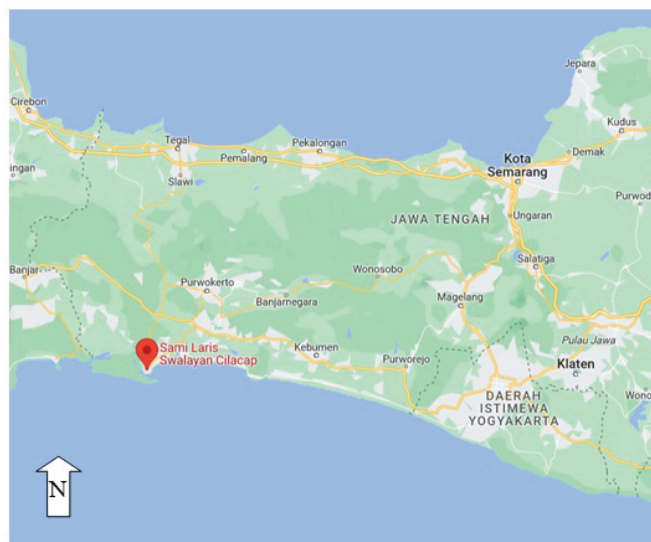 Jepara
Cirebon
Kudus
Tegal
Pekalongan
Demak
Pemalang
Kota
Semarang
ingan
Slawi
Purwod
JAWA TENGAH
Ungaran
Salatiga
Banjar
Wonosobo
Purwokerto
Banjarnegara
Magelang
Pulau Jawa
Sami Laris
Swalayan Cilacap
Kebumen
Purworejo
Klaten
DAERAH
ISTIMEWA
YOGYAKARTA
Wono
N